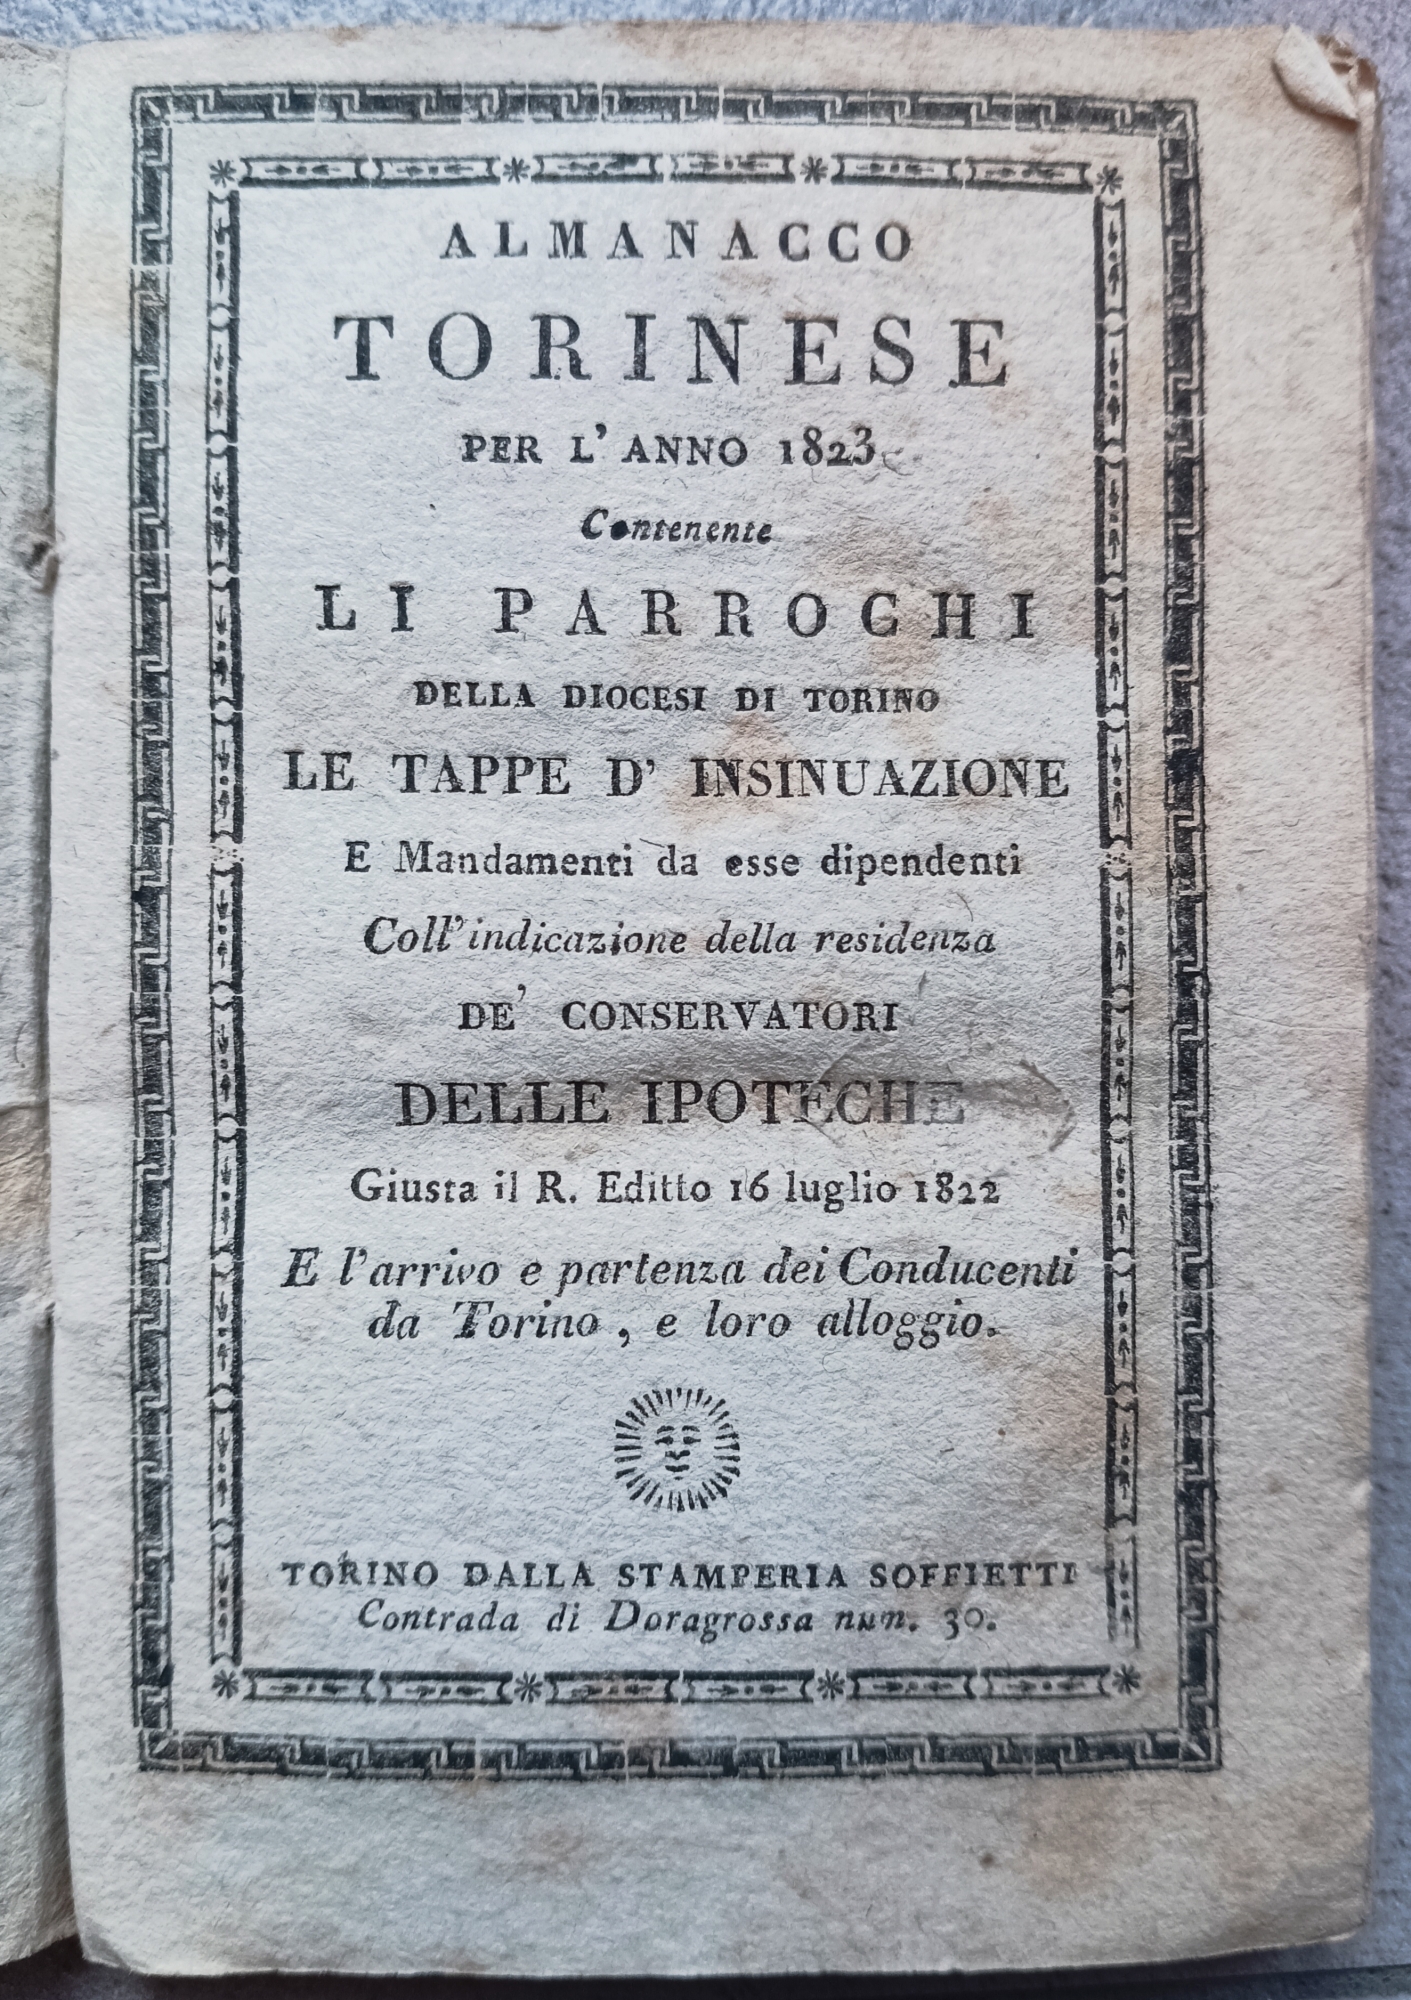 ALMANACCO
TORINESE
PER L'ANNO 1823
Contenente
LI PARROCHI
DELLA DIOCESI DI TORINO
LE TAPPE D' INSINUAZIONE
E Mandamenti da esse dipendenti
Coll'indicazione della residenza
DE' CONSERVATORI
DELLE IPOTECHE
Giusta il R. Editto 16 luglio 1822
E l'arrivo e partenza dei Conducenti
da Torino , e loro alloggio.
TORINO DALLA STAMPERIA SOFFIETTI
Contrada di Doragrossa num. 30.